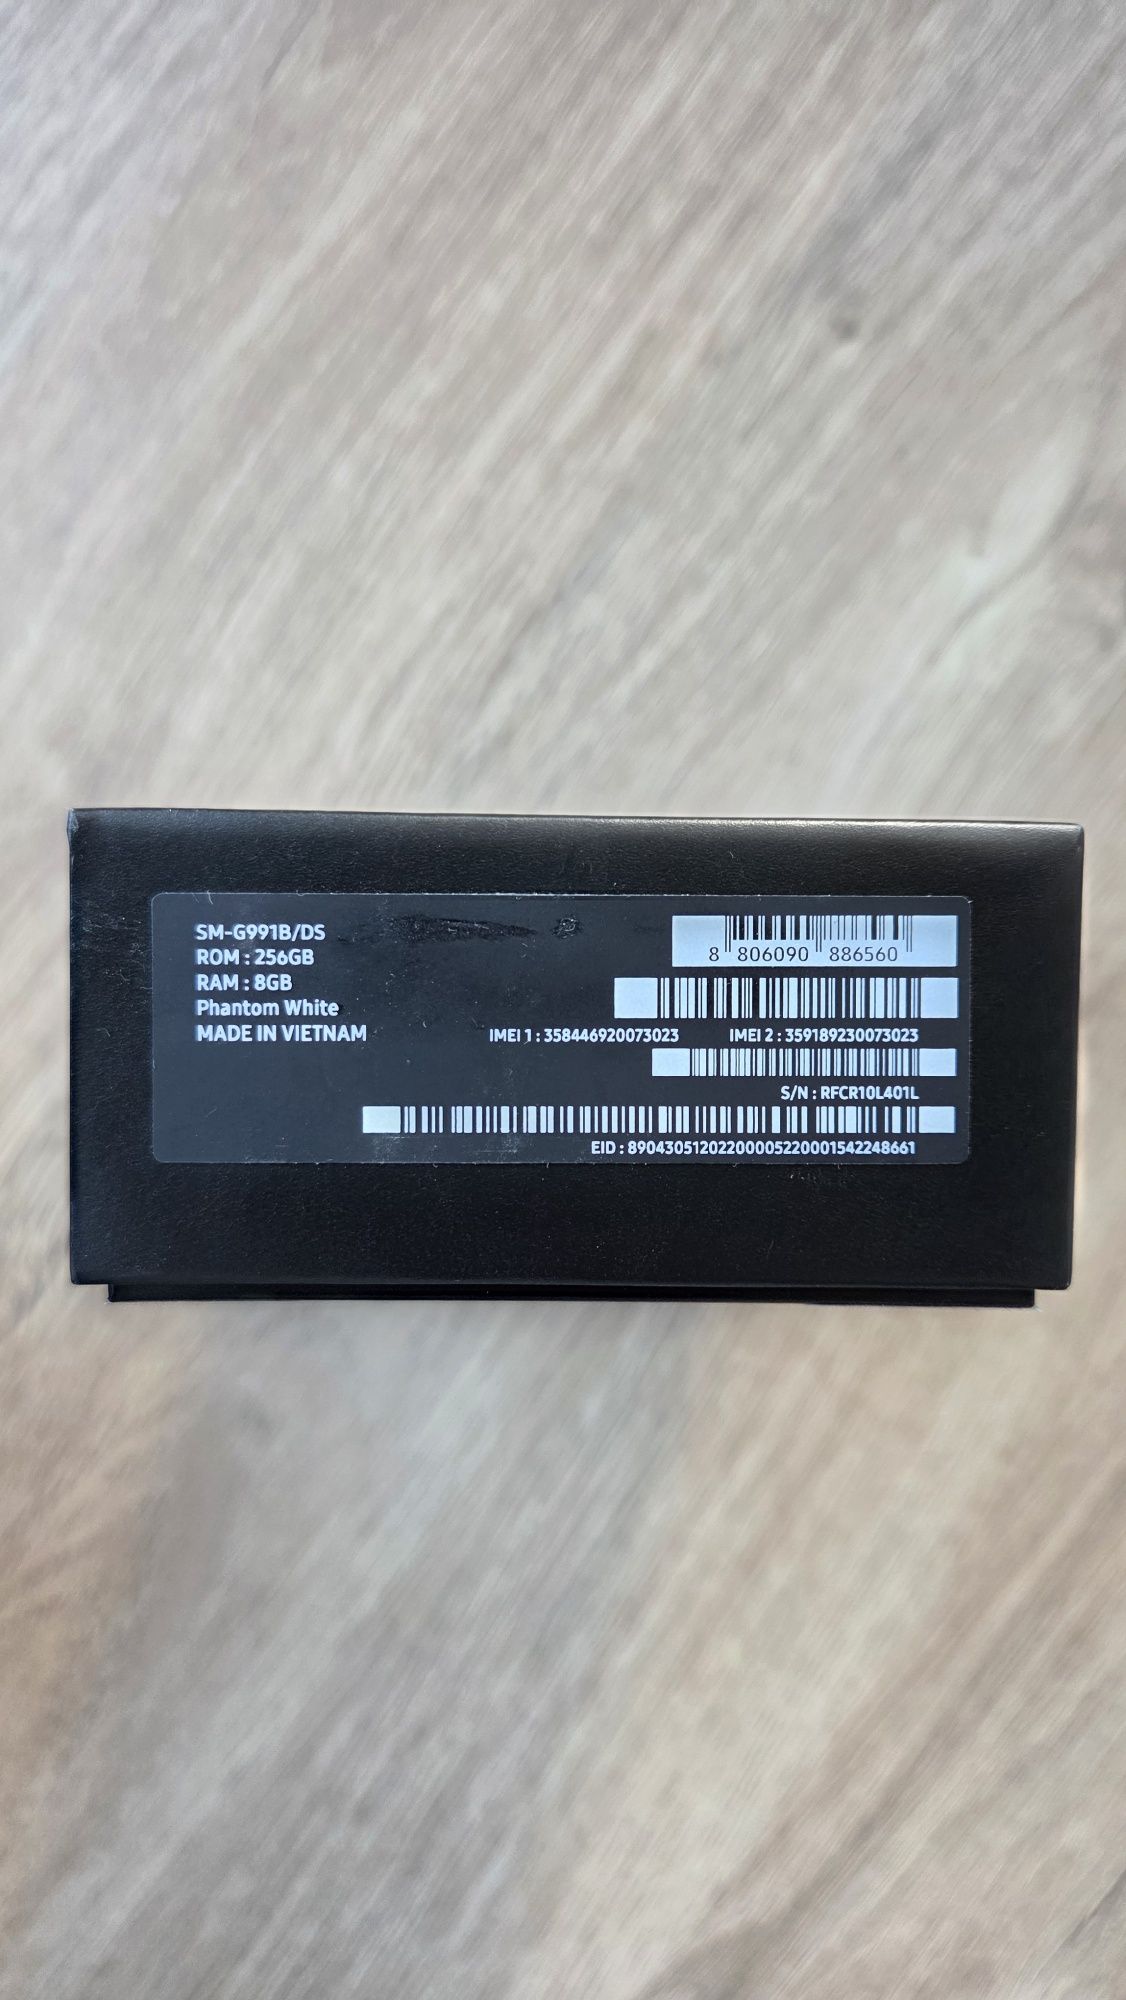 SM-G991B/DS
ROM : 256GB
RAM : 8GB
Phantom White
MADE IN VIETNAM
8 806090 886560
IMEI 1 : 358446920073023 IMEI 2 : 359189230073023
S/N : RFCR10L401L
EID : 89043051202200005220001542248661